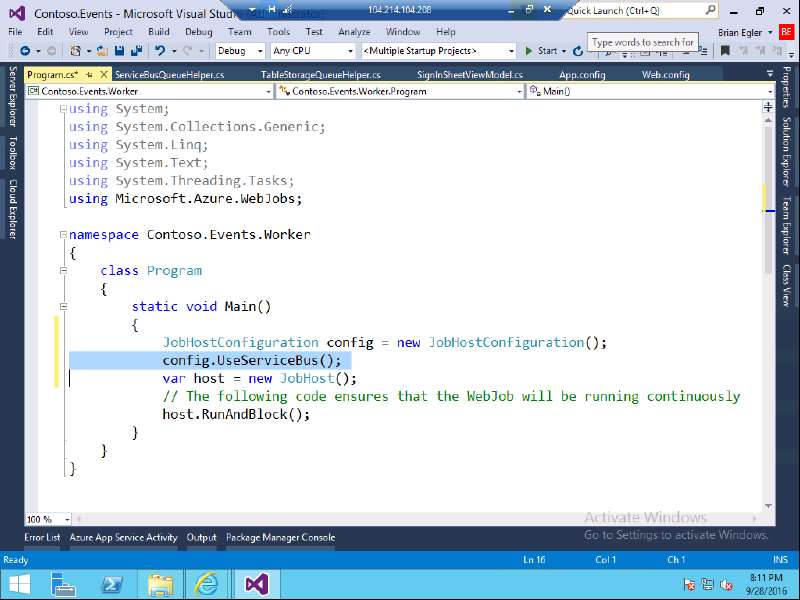 Contoso.Events - Microsoft Visual Stud
104.214.104.208
Quick Launch (Ctrl+Q)
File Edit View Project Build Debug Team Tools Test Analyze Window Help Brian Egler BE
Debug Any CPU <Multiple Startup Projects> Start
Type words to search for
Program.cs* ServiceBusQueueHelper.cs TableStorageQueueHelper.cs SignInSheetViewModel.cs App.config Web.config
Contoso.Events.Worker Contoso.Events.Worker.Program Main()
Server Explorer
Toolbox
Cloud Explorer
using System;
using System.Collections.Generic;
using System.Linq;
using System.Text;
using System.Threading.Tasks;
using Microsoft.Azure.WebJobs;
namespace Contoso.Events.Worker
{
class Program
{
static void Main()
{
JobHostConfiguration config = new JobHostConfiguration();
config.UseServiceBus();
var host = new JobHost();
// The following code ensures that the WebJob will be running continuously
host.RunAndBlock();
}
}
}
Properties
Solution Explorer
Team Explorer
Class View
100 %
Activate Windows
Go to Settings to activate Windows.
Error List Azure App Service Activity Output Package Manager Console
Ready Ln 16 Col 1 Ch 1 INS
8:11 PM
9/28/2016